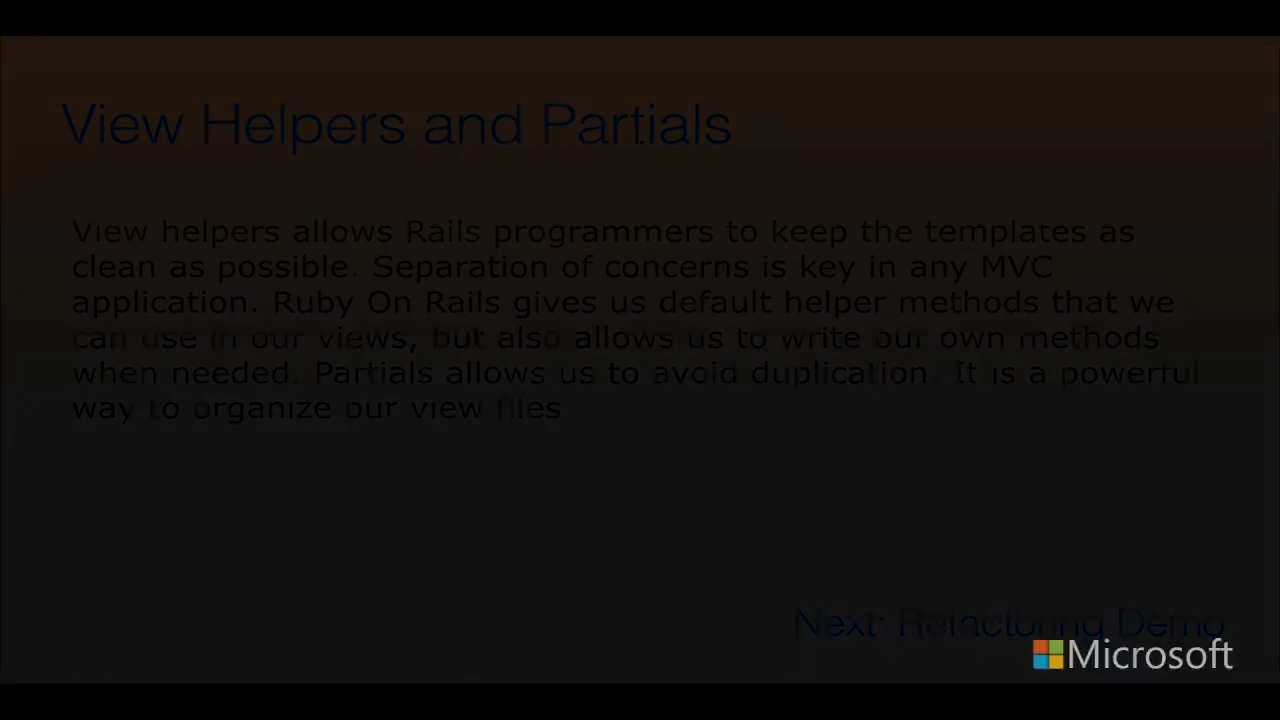 View Helpers and Partials
View helpers allows Rails programmers to keep the templates as
clean as possible. Separation of concerns is key in any MVC
application. Ruby On Rails gives us default helper methods that we
can use in our views, but also allows us to write our own methods
when needed. Partials allows us to avoid duplication. It is a powerful
way to organize our view files
Next: Refactoring Demo
Microsoft